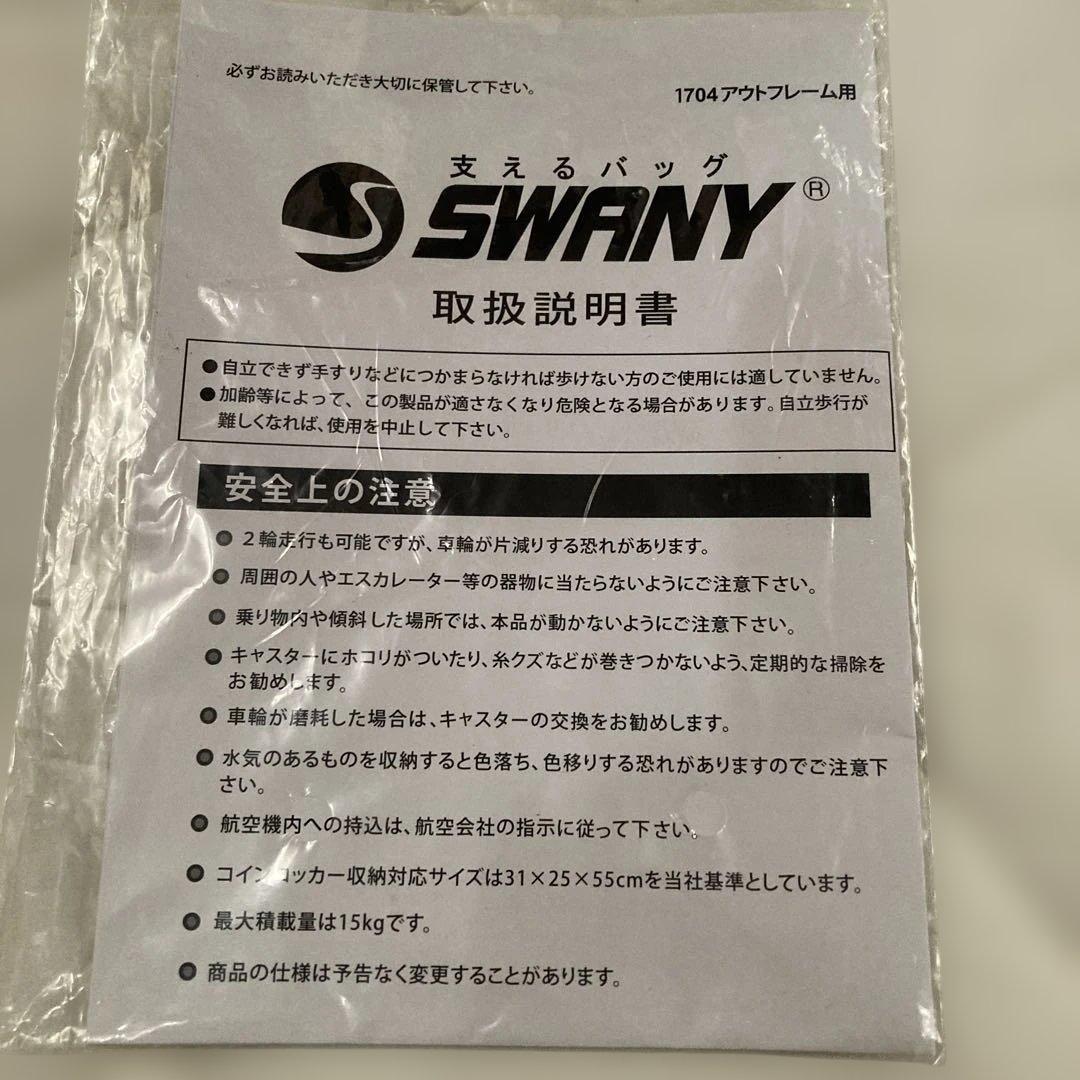 必ずお読みいただき大切に保管して下さい。
1704アウトフレーム用
支えるバッグ
SWANY®
取扱説明書
●自立できず手すりなどにつかまらなければ歩けない方のご使用には適していません。
●加齢等によって、この製品が適さなくなり危険となる場合があります。自立歩行が
難しくなれば、使用を中止して下さい。
安全上の注意
● 2輪走行も可能ですが、車輪が片減りする恐れがあります。
● 周囲の人やエスカレーター等の器物に当たらないようにご注意下さい。
● 乗り物内や傾斜した場所では、本品が動かないようにご注意下さい。
● キャスターにホコリがついたり、糸クズなどが巻きつかないよう、定期的な掃除を
お勧めします。
● 車輪が磨耗した場合は、キャスターの交換をお勧めします。
● 水気のあるものを収納すると色落ち、色移りする恐れがありますのでご注意下
さい。
● 航空機内への持込は、航空会社の指示に従って下さい。
● コインロッカー収納対応サイズは31×25×55cmを当社基準としています。
● 最大積載量は15kgです。
● 商品の仕様は予告なく変更することがあります。